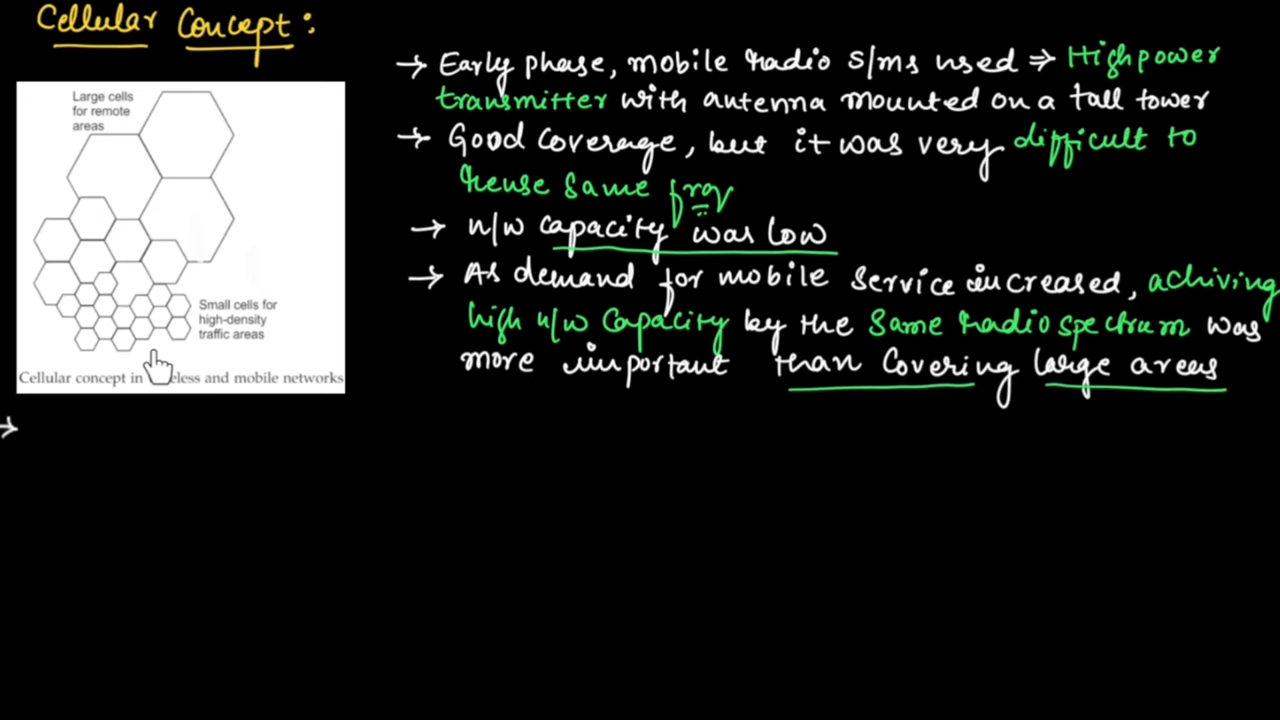 Cellular Concept:
Large cells
for remote
areas
Small cells for
high-density
traffic areas
Cellular concept in eless and mobile networks
→ Early phase, mobile radio s/ms used ⇒ High power
transmitter with antenna mounted on a tall tower
→ Good coverage, but it was very difficult to
reuse same frqy
→ n/w capacity was low
→ As demand for mobile service increased, achiving
high n/w capacity by the same radio spectrum was
more important than covering large areas
→